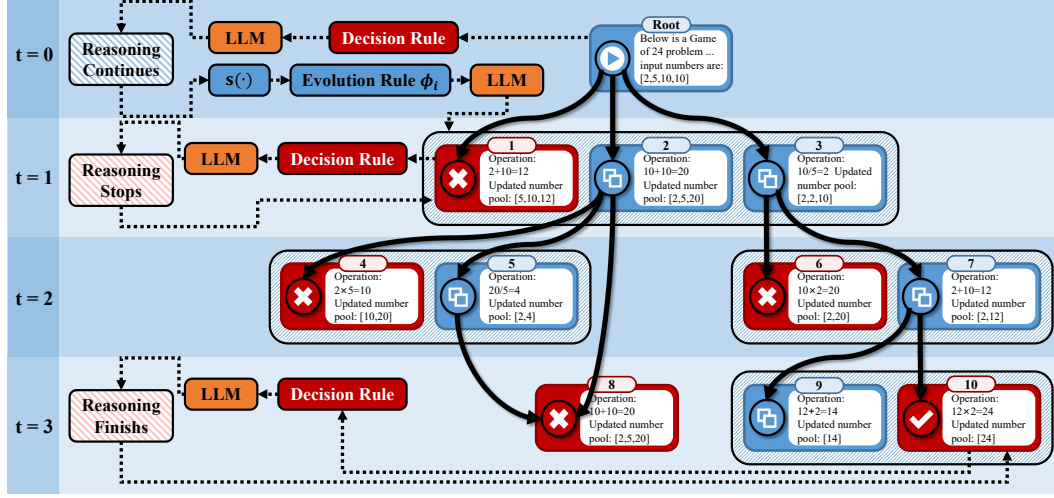 t = 0
Reasoning
Continues
LLM
Decision Rule
s(·)
Evolution Rule ϕi
LLM
Root
Below is a Game
of 24 problem ...
input numbers are:
[2,5,10,10]
t = 1
Reasoning
Stops
LLM
Decision Rule
1
Operation:
2+10=12
Updated number
pool: [5,10,12]
2
Operation:
10+10=20
Updated number
pool: [2,5,20]
3
Operation:
10/5=2 Updated
number pool:
[2,2,10]
t = 2
4
Operation:
2×5=10
Updated number
pool: [10,20]
5
Operation:
20/5=4
Updated number
pool: [2,4]
6
Operation:
10×2=20
Updated number
pool: [2,20]
7
Operation:
2+10=12
Updated number
pool: [2,12]
t = 3
Reasoning
Finishs
LLM
Decision Rule
8
Operation:
10+10=20
Updated number
pool: [2,5,20]
9
Operation:
12+2=14
Updated number
pool: [14]
10
Operation:
12×2=24
Updated number
pool: [24]